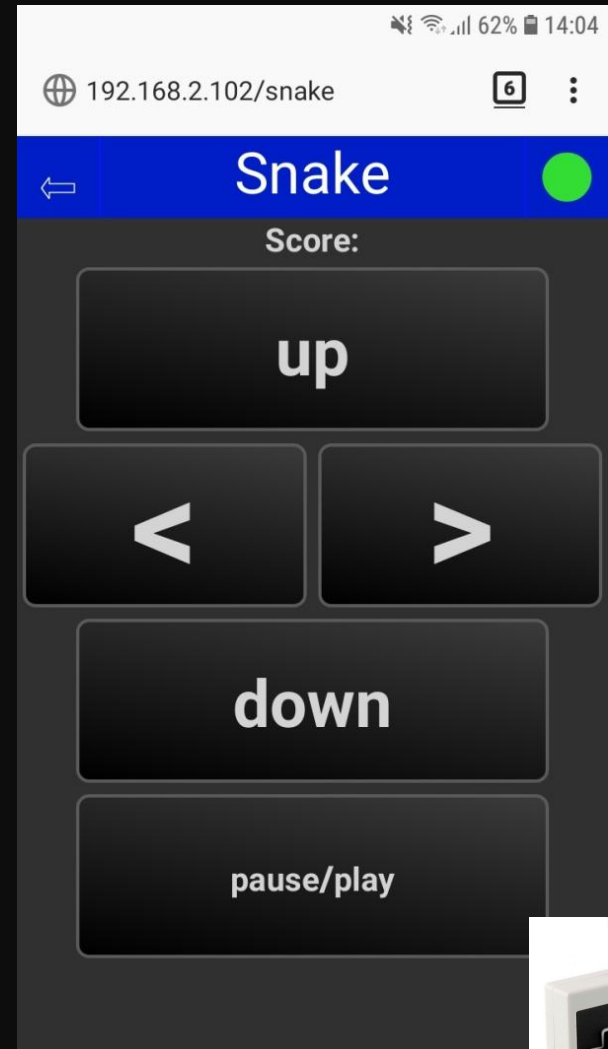 62% 14:04
192.168.2.102/snake
6
Snake
Score:
up
< >
down
pause/play